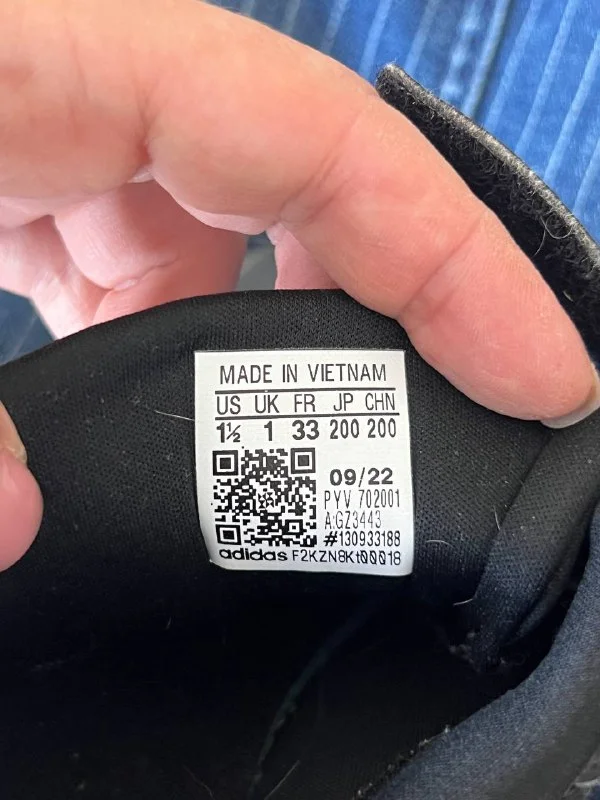 MADE IN VIETNAM
US UK FR JP CHN
1½ 1 33 200 200
09/22
PYV 702001
A:GZ3443
#130933188
adidas F2KZN8Kt00018